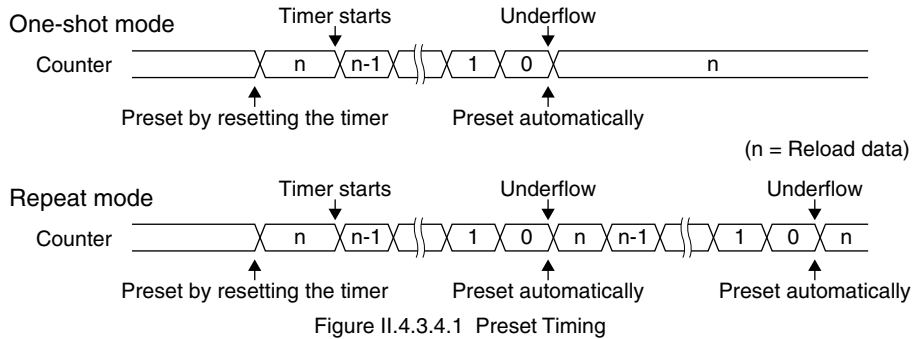 Timer starts Underflow
One-shot mode
Counter n n-1 1 0 n
Preset by resetting the timer Preset automatically
(n = Reload data)
Timer starts Underflow Underflow
Repeat mode
Counter n n-1 1 0 n n-1 1 0 n
Preset by resetting the timer Preset automatically Preset automatically
Figure II.4.3.4.1 Preset Timing